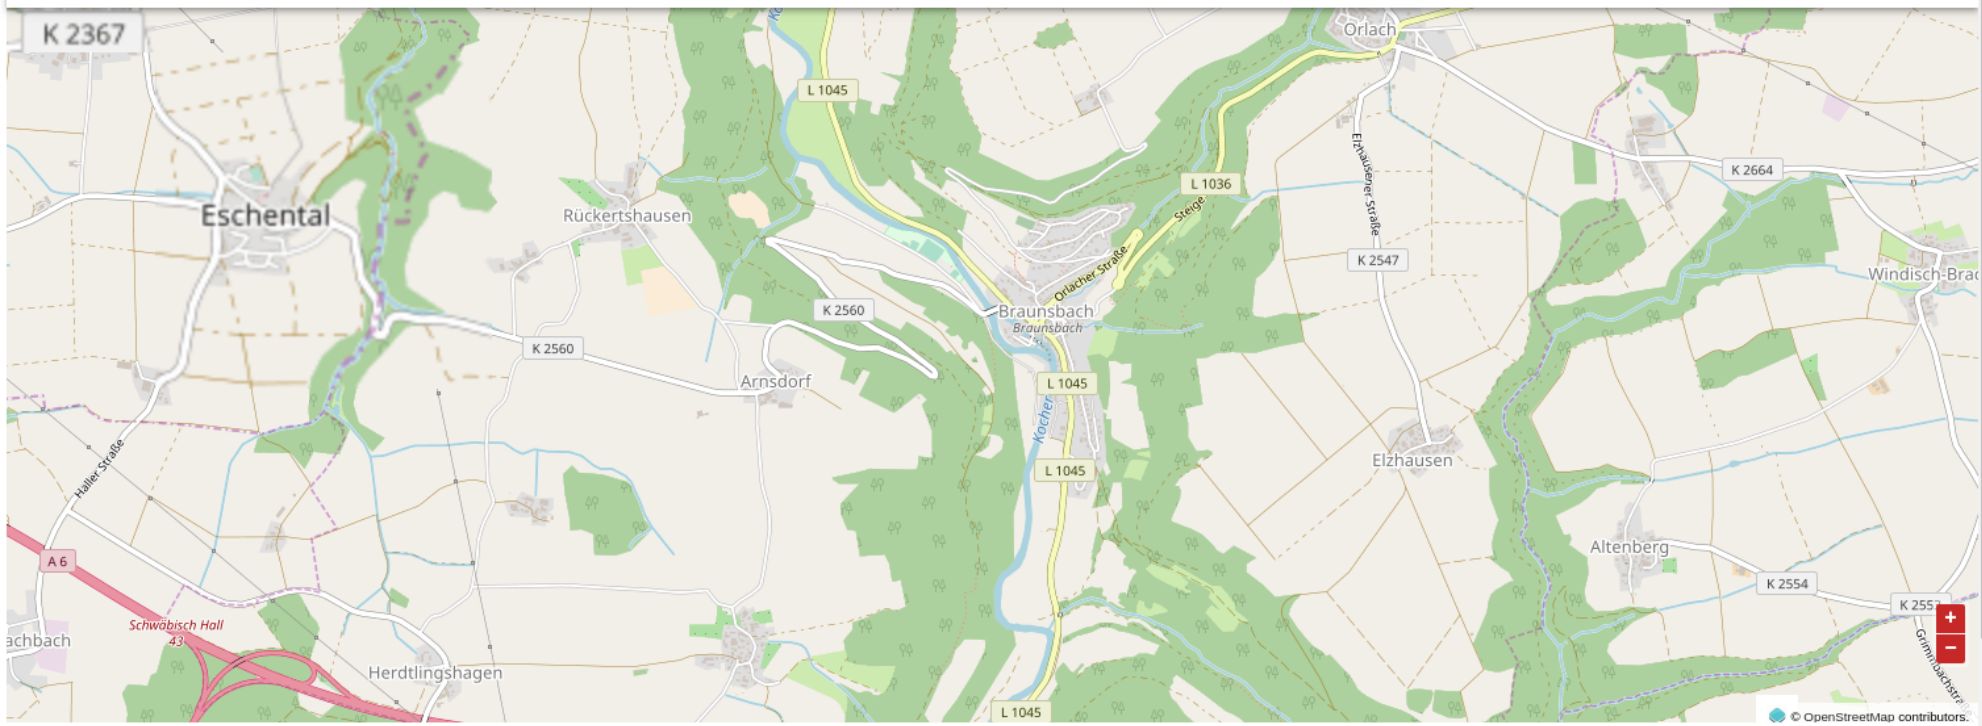 K 2367
Orlach
L 1045
K 2664
L 1036
Steige
Elzhausener Straße
Eschental
Rückertshausen
K 2547
Orlacher Straße
K 2560
Braunsbach
Braunsbach
Windisch-Brac
K 2560
Arnsdorf
L 1045
Kocher
Haller Straße
L 1045
Elzhausen
A 6
Altenberg
K 2554
K 2553
Schwäbisch Hall
43
achbach
Herdtlingshagen
+
−
L 1045
© OpenStreetMap contributors